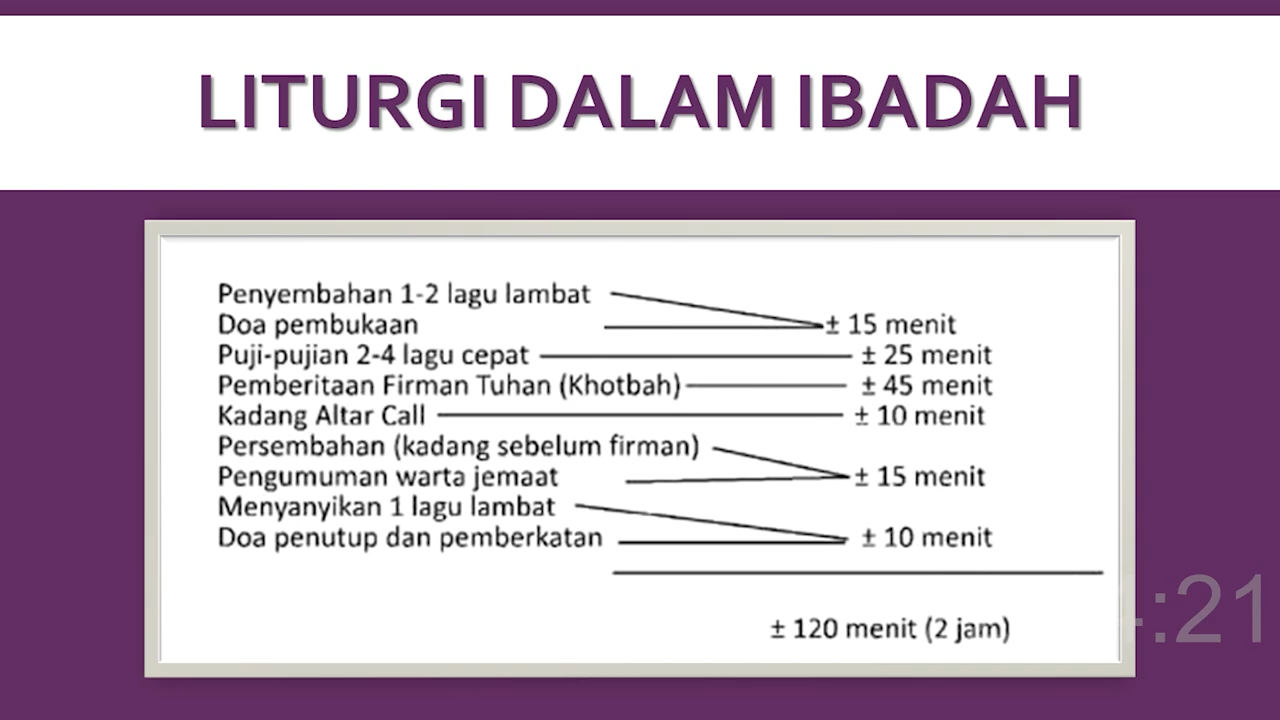 LITURGI DALAM IBADAH
Penyembahan 1-2 lagu lambat
Doa pembukaan ± 15 menit
Puji-pujian 2-4 lagu cepat ± 25 menit
Pemberitaan Firman Tuhan (Khotbah) ± 45 menit
Kadang Altar Call ± 10 menit
Persembahan (kadang sebelum firman)
Pengumuman warta jemaat ± 15 menit
Menyanyikan 1 lagu lambat
Doa penutup dan pemberkatan ± 10 menit
± 120 menit (2 jam)
:21